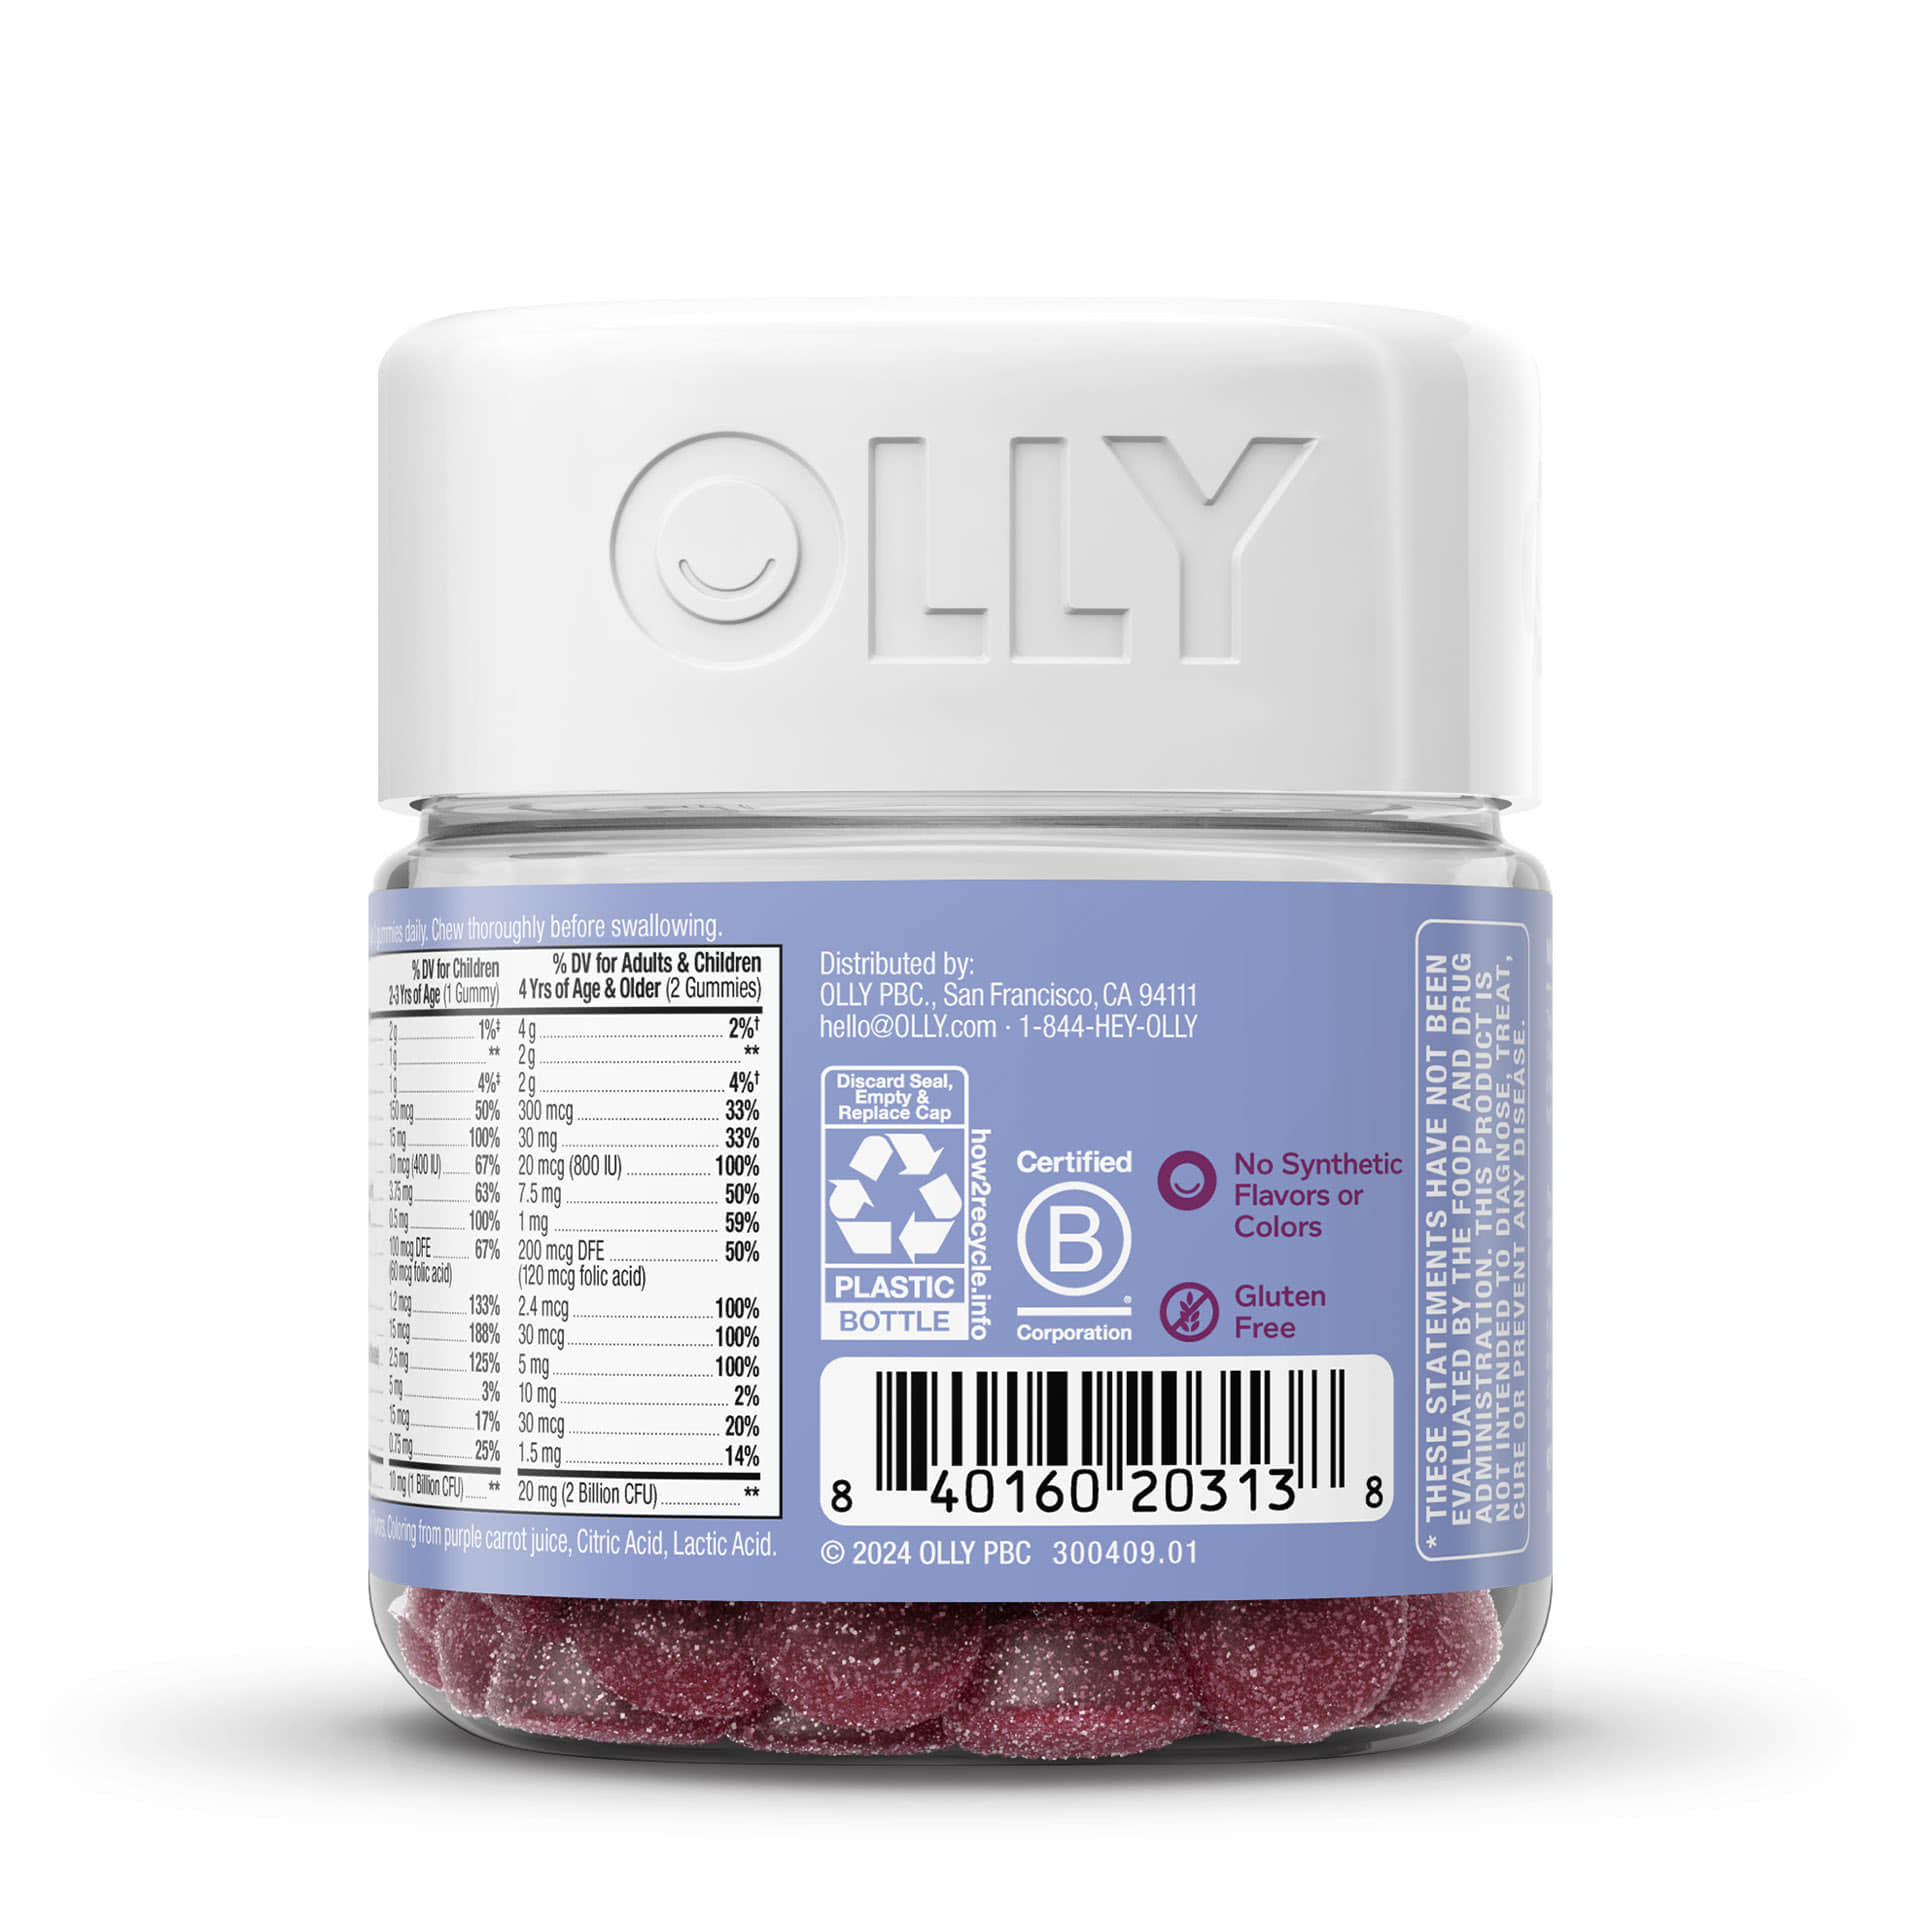 OLLY
gummies daily. Chew thoroughly before swallowing.
% DV for Children
2-3 Yrs of Age (1 Gummy)
% DV for Adults & Children
4 Yrs of Age & Older (2 Gummies)
2g 1%‡ 4 g 2%†
1g ** 2 g **
1g 4%‡ 2 g 4%†
150 mcg 50% 300 mcg 33%
15 mg 100% 30 mg 33%
10 mcg (400 IU) 67% 20 mcg (800 IU) 100%
3.75 mg 63% 7.5 mg 50%
0.5 mg 100% 1 mg 59%
100 mcg DFE 67% 200 mcg DFE 50%
(60 mcg folic acid) (120 mcg folic acid)
1.2 mcg 133% 2.4 mcg 100%
15 mcg 188% 30 mcg 100%
2.5 mg 125% 5 mg 100%
5 mg 3% 10 mg 2%
15 mcg 17% 30 mcg 20%
0.75 mg 25% 1.5 mg 14%
10 mg (1 Billion CFU) ** 20 mg (2 Billion CFU) **
Coloring from purple carrot juice, Citric Acid, Lactic Acid.
Distributed by:
OLLY PBC., San Francisco, CA 94111
hello@OLLY.com · 1-844-HEY-OLLY
Discard Seal,
Empty &
Replace Cap
PLASTIC
BOTTLE
how2recycle.info
Certified
B
®
Corporation
No Synthetic
Flavors or
Colors
Gluten
Free
8 40160 20313 8
© 2024 OLLY PBC 300409.01
* THESE STATEMENTS HAVE NOT BEEN
EVALUATED BY THE FOOD AND DRUG
ADMINISTRATION. THIS PRODUCT IS
NOT INTENDED TO DIAGNOSE, TREAT,
CURE OR PREVENT ANY DISEASE.